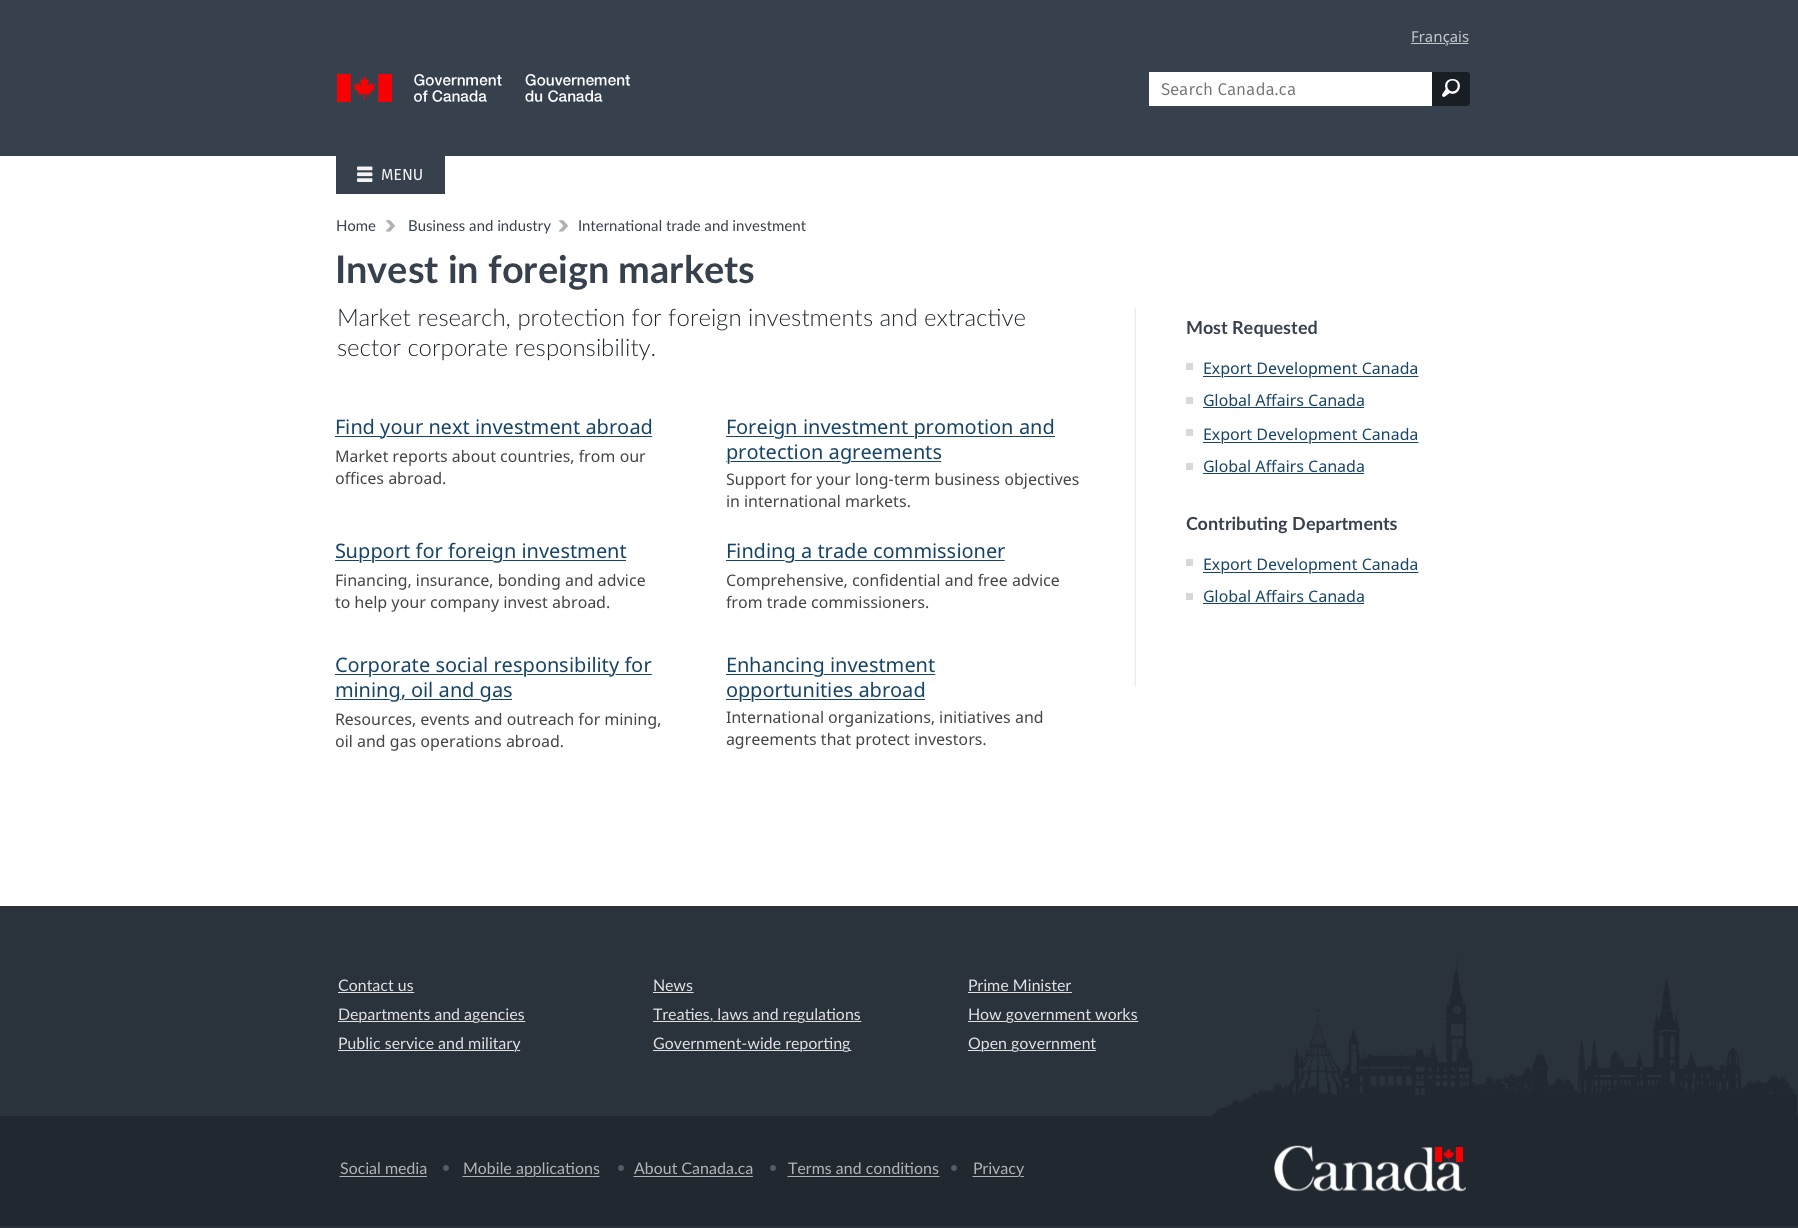 Français
Government
of Canada
Gouvernement
du Canada
Search Canada.ca
MENU
Home
Business and industry
International trade and investment
Invest in foreign markets
Market research, protection for foreign investments and extractive
sector corporate responsibility.
Find your next investment abroad
Market reports about countries, from our
offices abroad.
Foreign investment promotion and
protection agreements
Support for your long-term business objectives
in international markets.
Support for foreign investment
Financing, insurance, bonding and advice
to help your company invest abroad.
Finding a trade commissioner
Comprehensive, confidential and free advice
from trade commissioners.
Corporate social responsibility for
mining, oil and gas
Resources, events and outreach for mining,
oil and gas operations abroad.
Enhancing investment
opportunities abroad
International organizations, initiatives and
agreements that protect investors.
Most Requested
Export Development Canada
Global Affairs Canada
Export Development Canada
Global Affairs Canada
Contributing Departments
Export Development Canada
Global Affairs Canada
Contact us
Departments and agencies
Public service and military
News
Treaties, laws and regulations
Government-wide reporting
Prime Minister
How government works
Open government
Social media • Mobile applications • About Canada.ca • Terms and conditions • Privacy
Canada